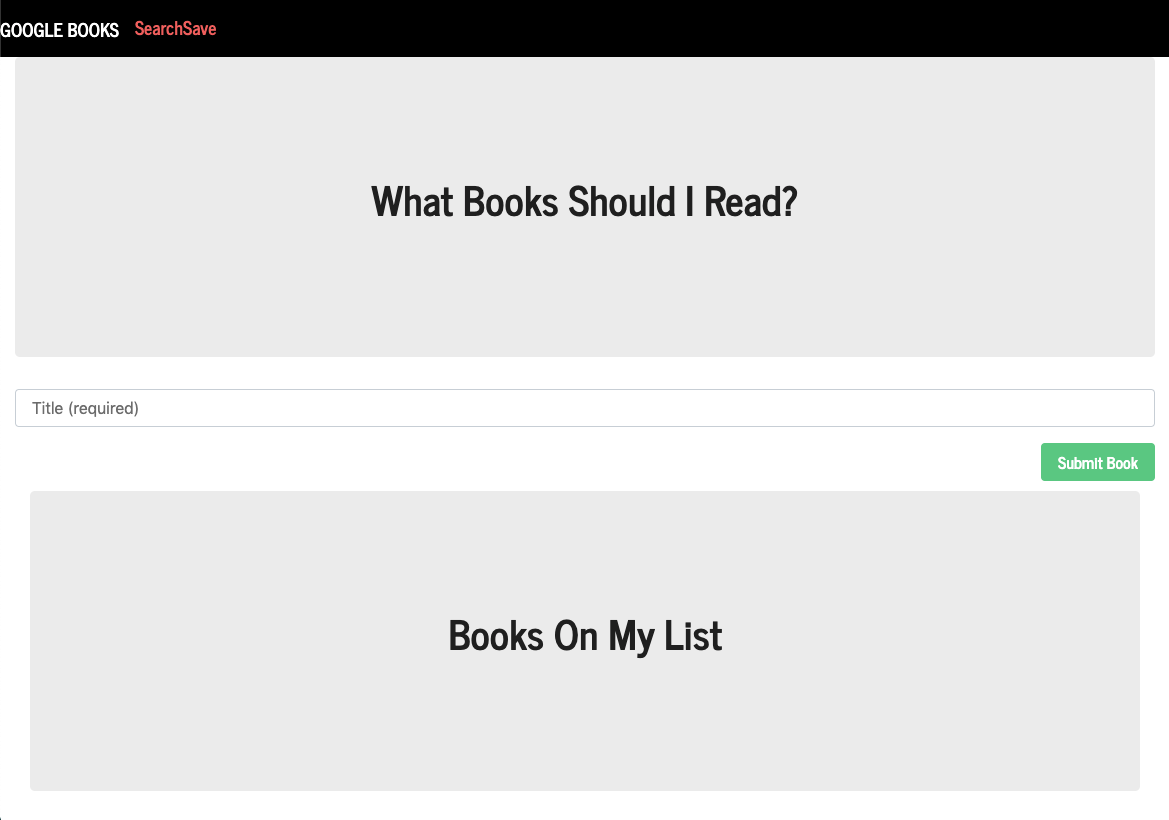 GOOGLE BOOKS SearchSave
What Books Should I Read?
Title (required)
Submit Book
Books On My List